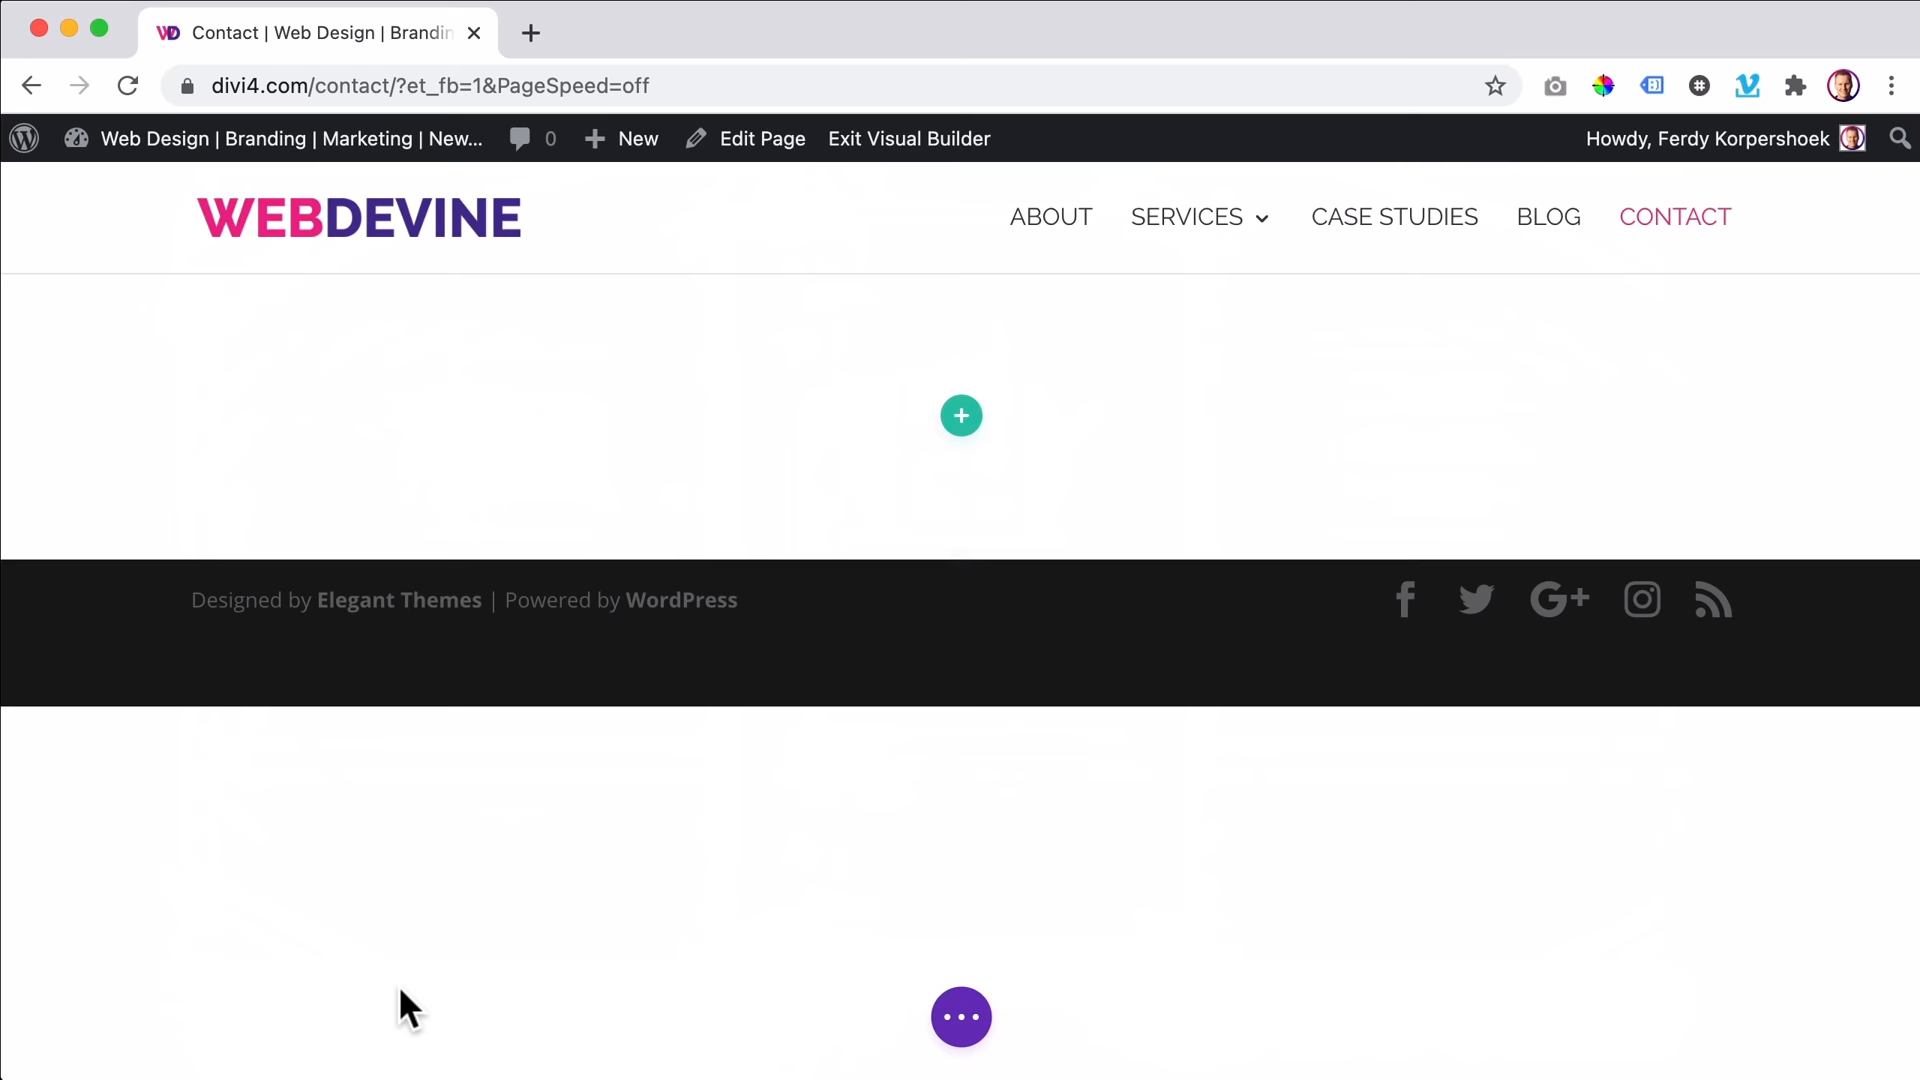 Contact | Web Design | Brandin
divi4.com/contact/?et_fb=1&PageSpeed=off
Web Design | Branding | Marketing | New... 0 New Edit Page Exit Visual Builder Howdy, Ferdy Korpershoek
WEBDEVINE ABOUT SERVICES CASE STUDIES BLOG CONTACT
Designed by Elegant Themes | Powered by WordPress